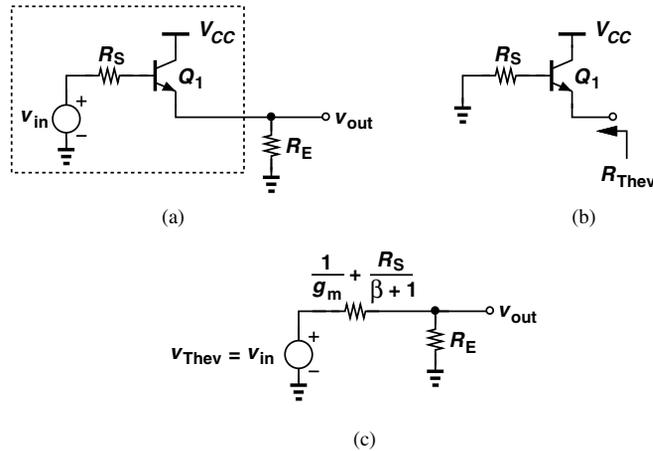 V_CC
R_S
Q_1
v_in
+
−
v_out
R_E
(a)
V_CC
R_S
Q_1
R_Thev
(b)
1/g_m + R_S/(β + 1)
v_out
+
v_Thev = v_in
−
R_E
(c)